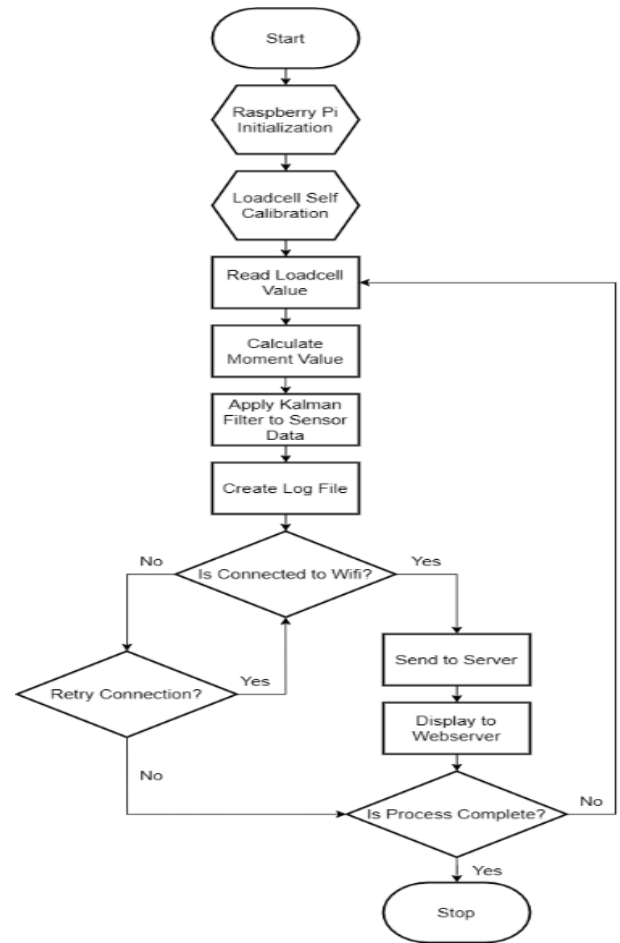 Start
Raspberry Pi
Initialization
Loadcell Self
Calibration
Read Loadcell
Value
Calculate
Moment Value
Apply Kalman
Filter to Sensor
Data
Create Log File
No
Is Connected to Wifi?
Yes
Send to Server
Retry Connection?
Yes
Display to
Webserver
No
Is Process Complete?
No
Yes
Stop